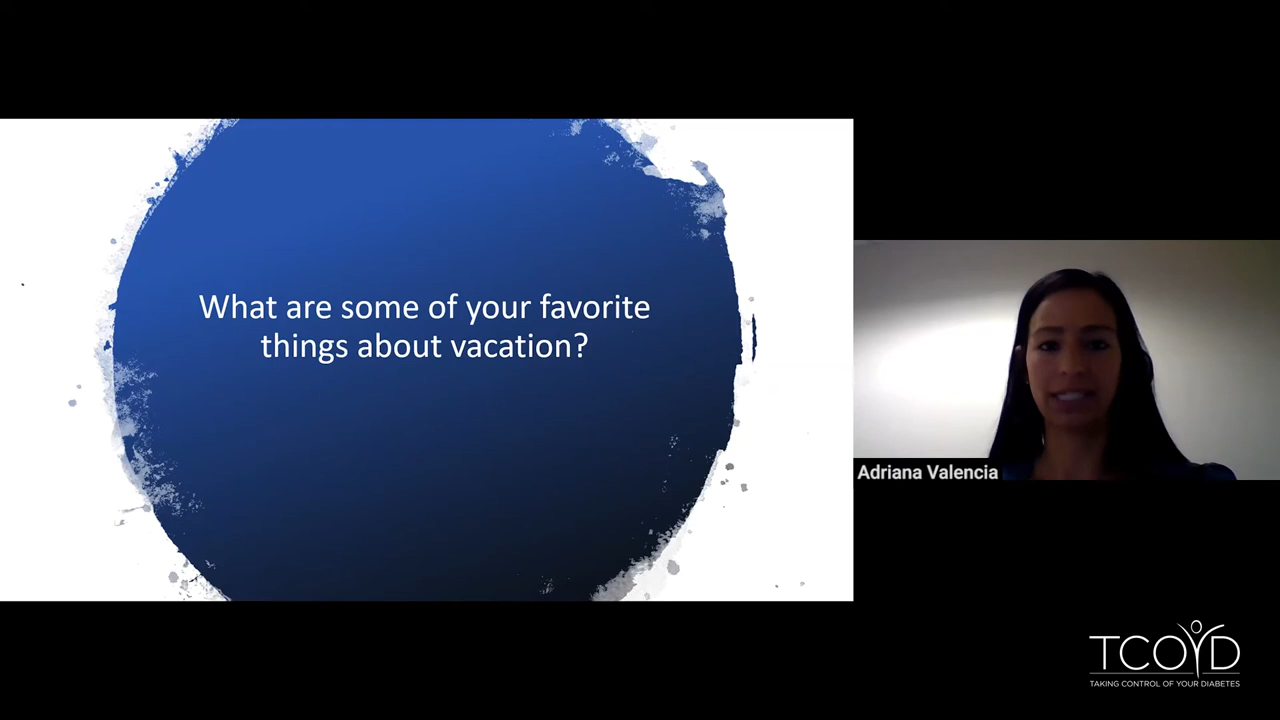 What are some of your favorite
things about vacation?
Adriana Valencia
TCOYD
TAKING CONTROL OF YOUR DIABETES